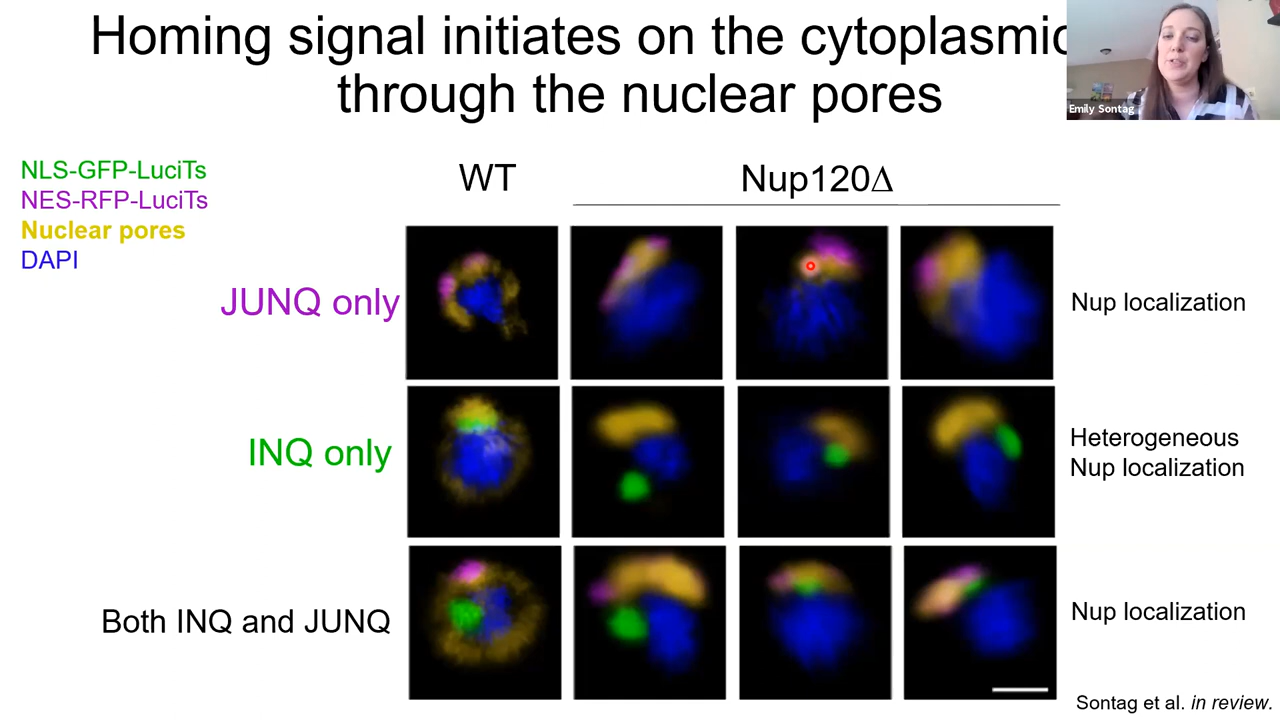 Homing signal initiates on the cytoplasmic
through the nuclear pores
Emily Sontag
NLS-GFP-LuciTs
NES-RFP-LuciTs
Nuclear pores
DAPI
WT
Nup120Δ
JUNQ only
Nup localization
INQ only
Heterogeneous
Nup localization
Both INQ and JUNQ
Nup localization
Sontag et al. in review.